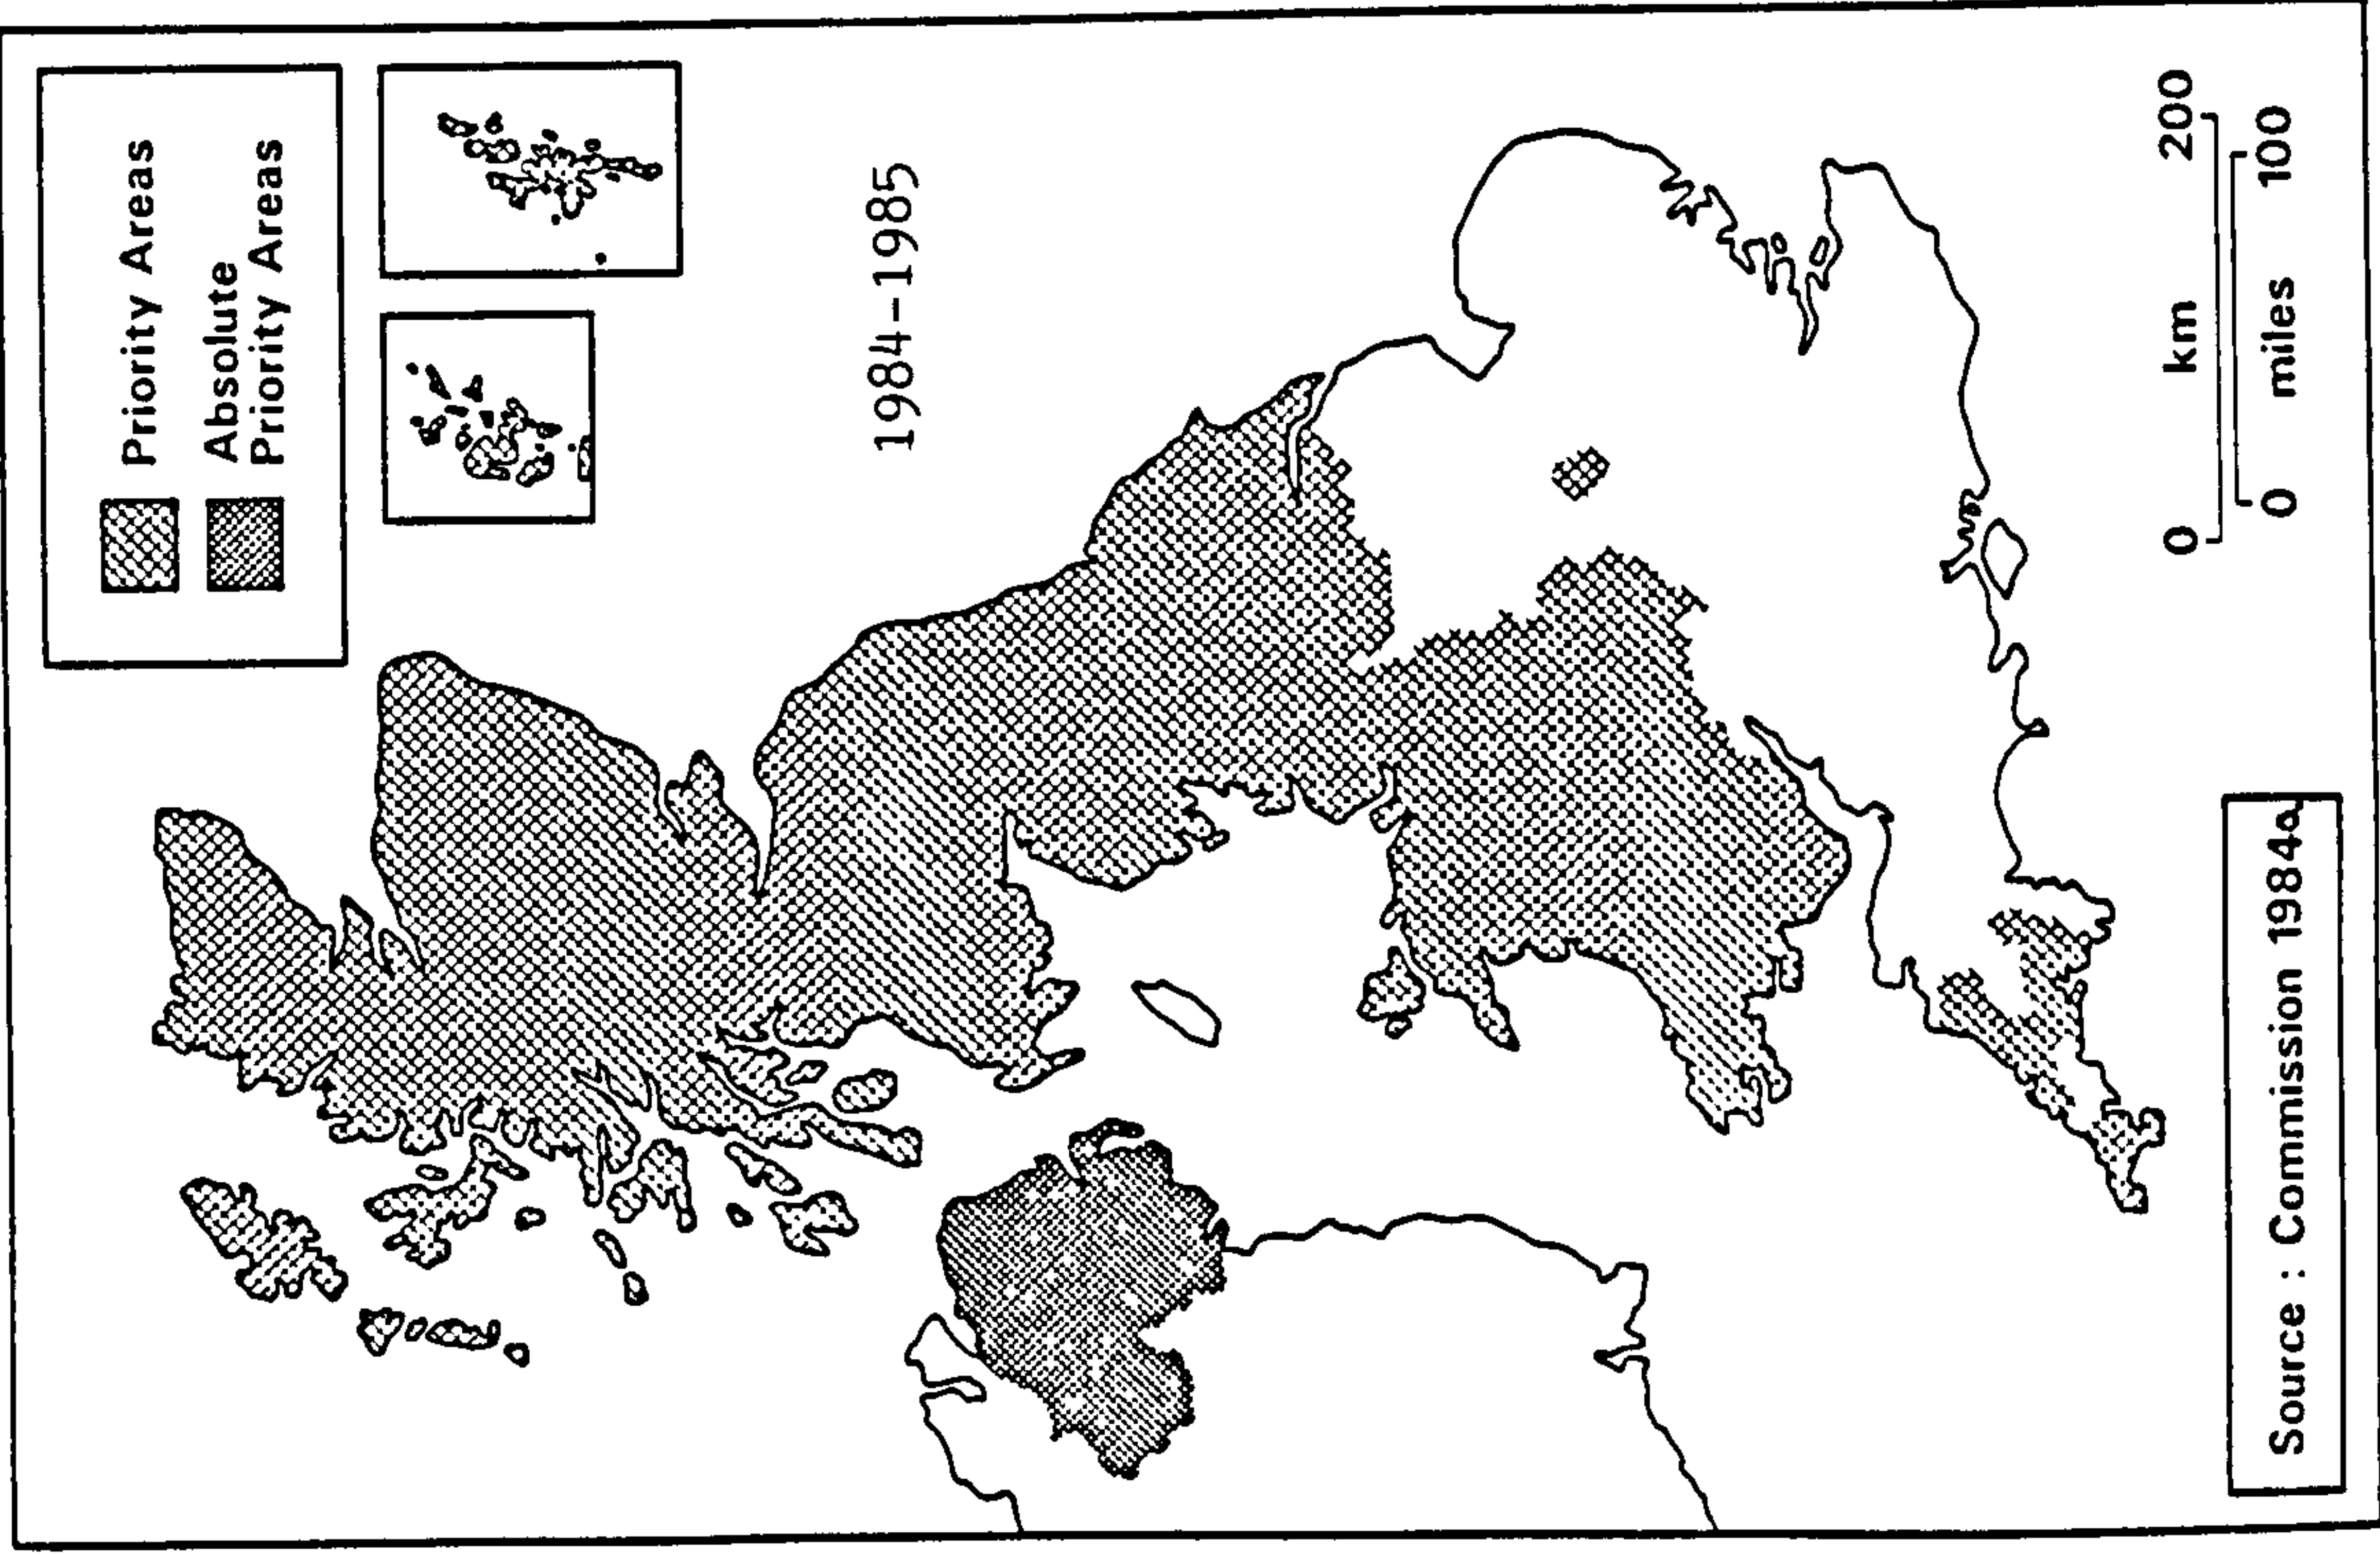 Priority Areas
Absolute
Priority Areas
1984-1985
0 km 200
0 miles 100
Source : Commission 1984a